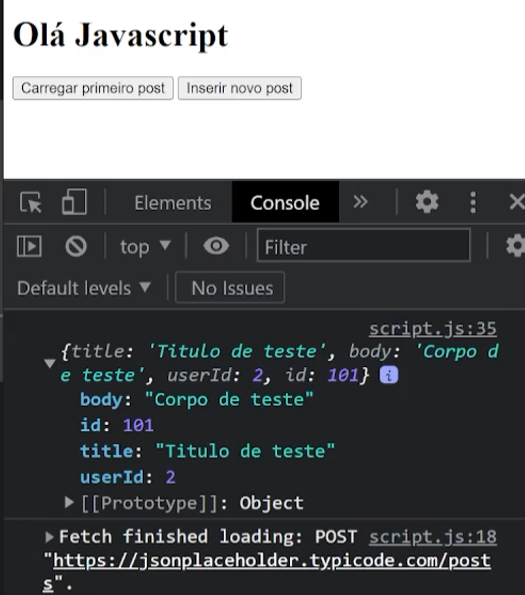 Olá Javascript
Carregar primeiro post Inserir novo post
Elements Console »
top ▼ Filter
Default levels ▼ No Issues
script.js:35
{title: 'Titulo de teste', body: 'Corpo d
e teste', userId: 2, id: 101} i
body: "Corpo de teste"
id: 101
title: "Titulo de teste"
userId: 2
[[Prototype]]: Object
Fetch finished loading: POST script.js:18
"https://jsonplaceholder.typicode.com/post
s".